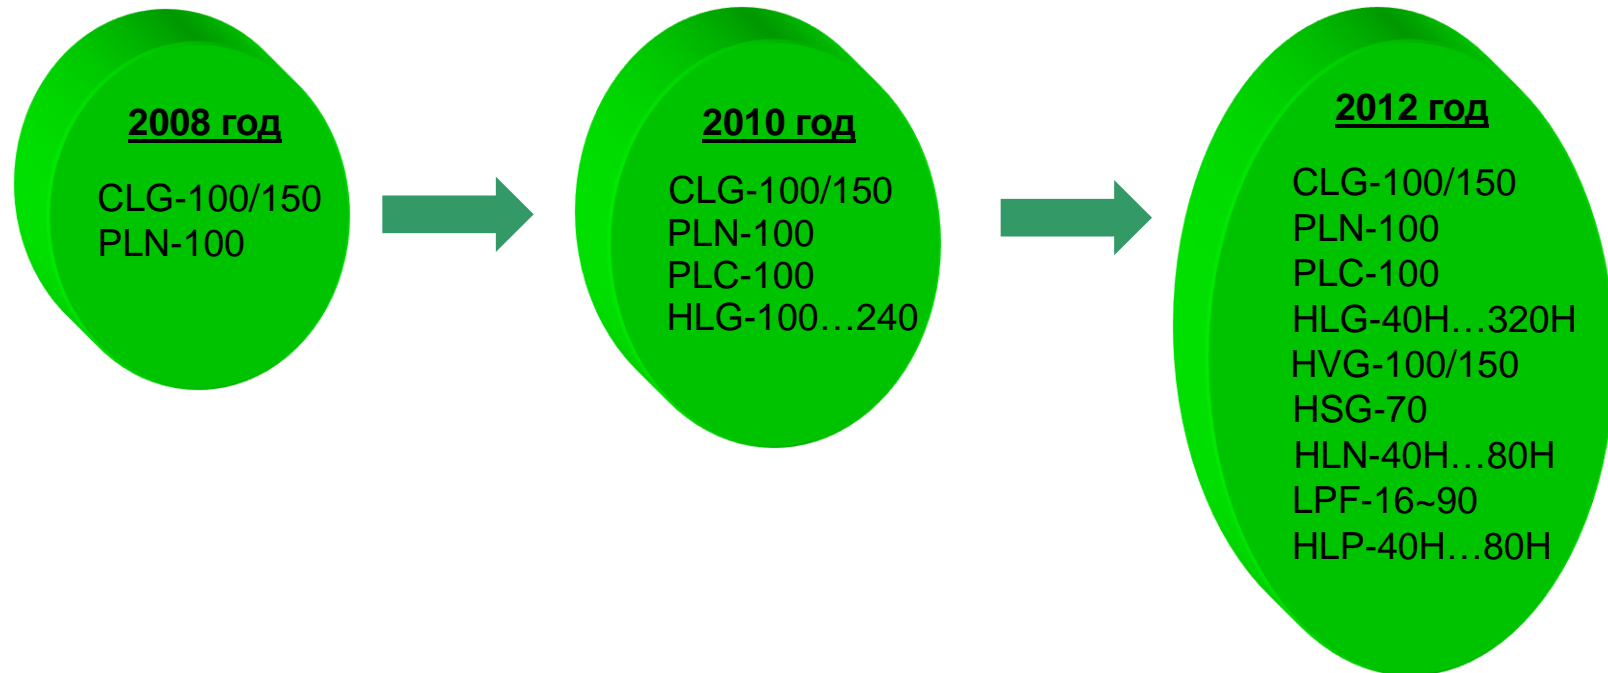 2008 год
CLG-100/150
PLN-100
2010 год
CLG-100/150
PLN-100
PLC-100
HLG-100…240
2012 год
CLG-100/150
PLN-100
PLC-100
HLG-40H…320H
HVG-100/150
HSG-70
HLN-40H…80H
LPF-16~90
HLP-40H…80H